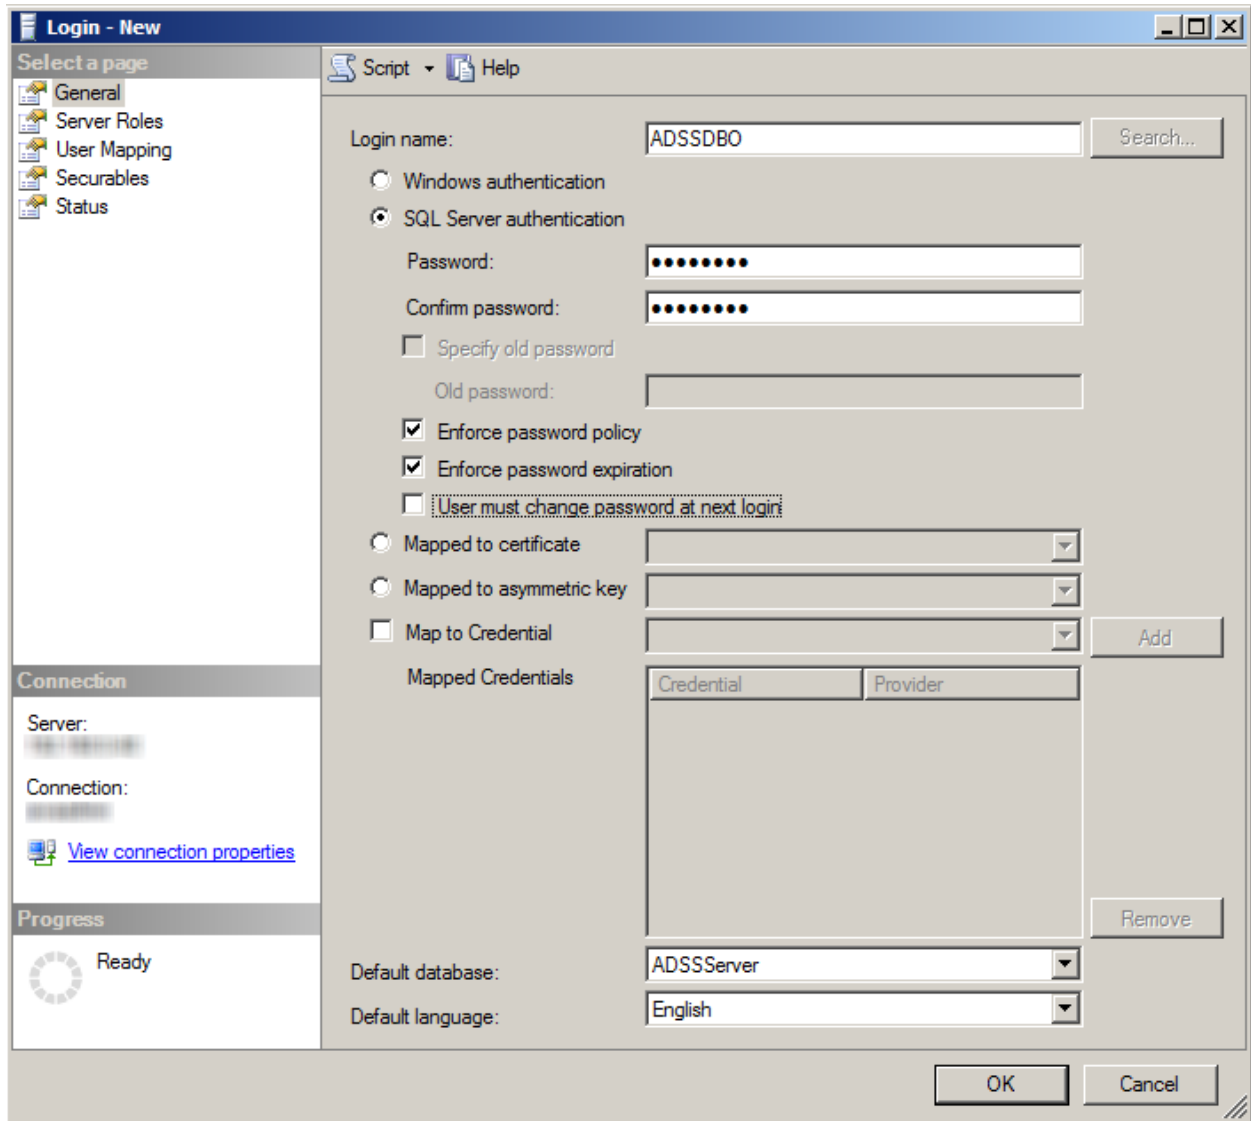 Login - New
Select a page
General
Server Roles
User Mapping
Securables
Status
Script
Help
Login name:
ADSSDBO
Search...
Windows authentication
SQL Server authentication
Password:
●●●●●●●●
Confirm password:
●●●●●●●●
Specify old password
Old password:
Enforce password policy
Enforce password expiration
User must change password at next login
Mapped to certificate
Mapped to asymmetric key
Map to Credential
Add
Mapped Credentials
Credential
Provider
Remove
Default database:
ADSSServer
Default language:
English
Connection
Server:
Connection:
View connection properties
Progress
Ready
OK
Cancel